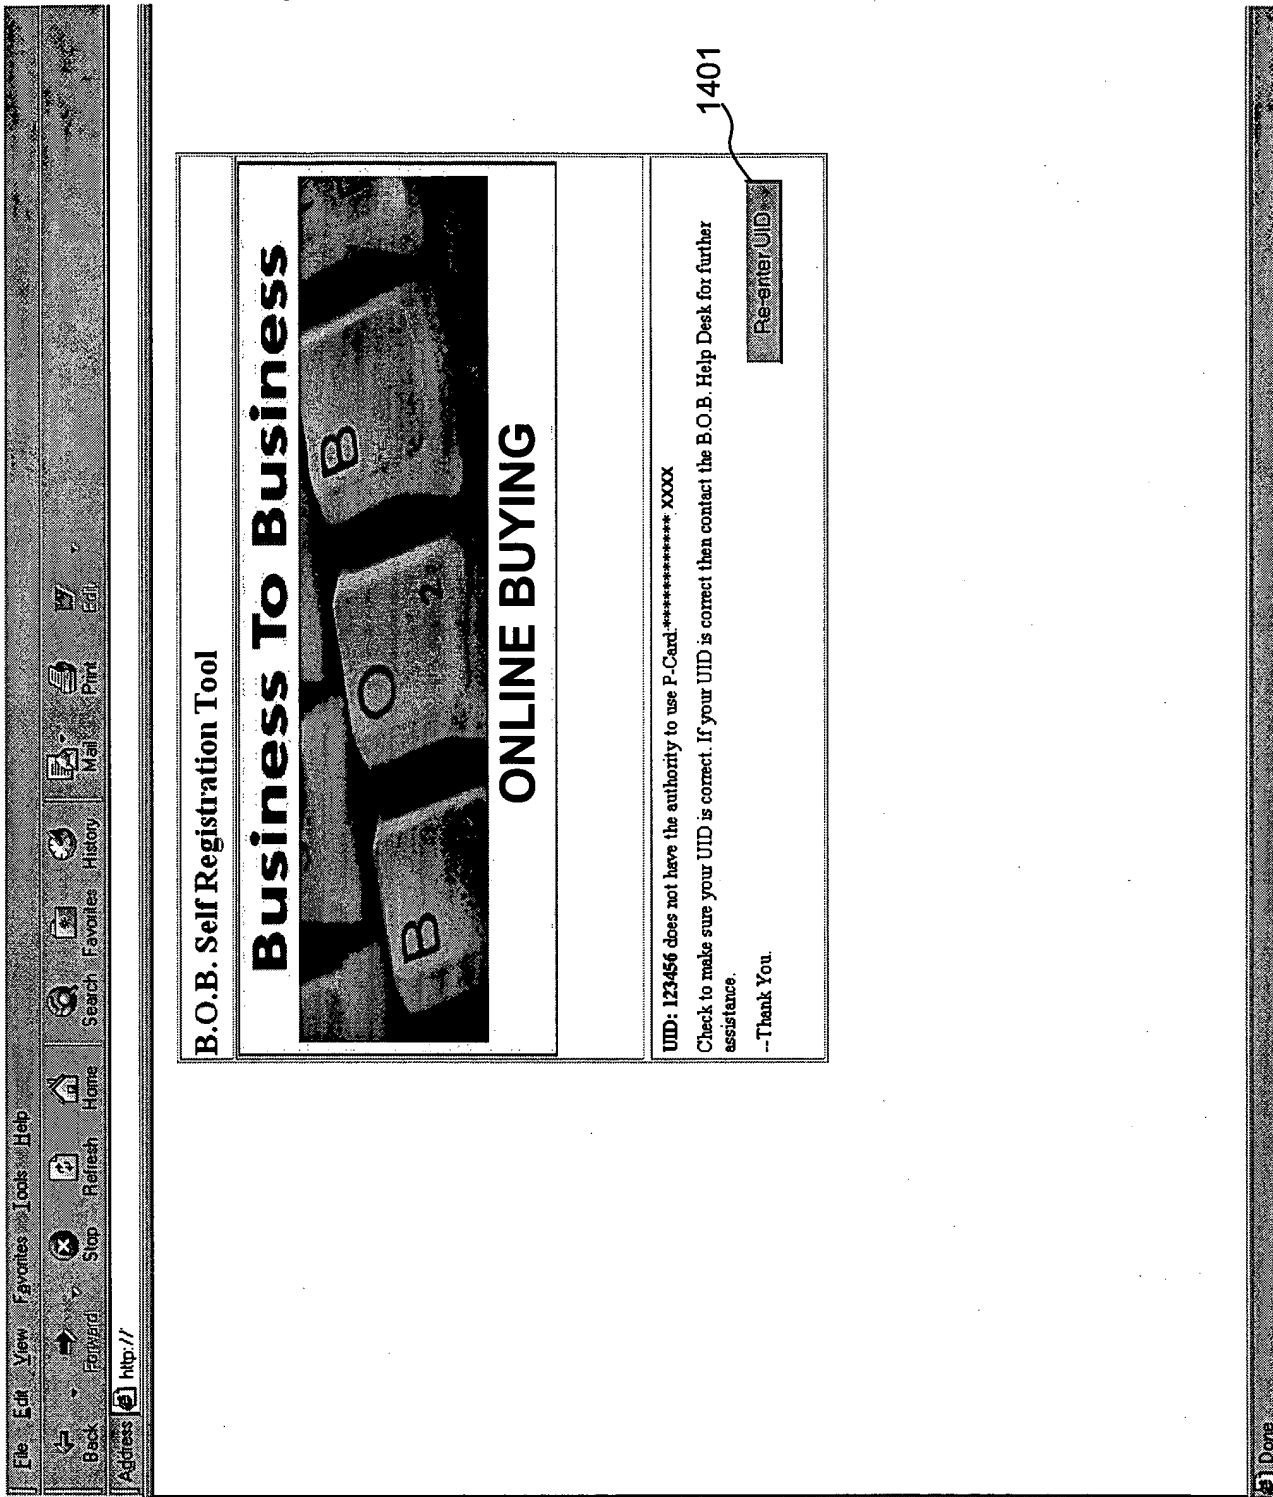 File Edit View Favorites Tools Help
Back Forward Stop Refresh Home Search Favorites History Mail Print Edit
Address http://
B.O.B. Self Registration Tool
Business To Business
B O 2 B
ONLINE BUYING
UID: 123456 does not have the authority to use P-Card:************ XXXX
Check to make sure your UID is correct. If your UID is correct then contact the B.O.B. Help Desk for further
assistance.
--Thank You.
Re-enter UID >
1401
Done